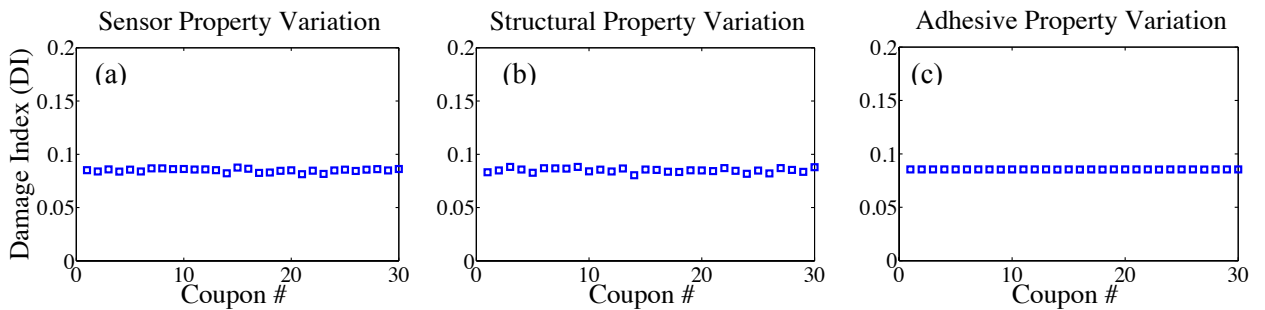 Sensor Property Variation
Damage Index (DI)
(a)
0.2
0.15
0.1
0.05
0
0 10 20 30
Coupon #
Structural Property Variation
(b)
0.2
0.15
0.1
0.05
0
0 10 20 30
Coupon #
Adhesive Property Variation
(c)
0.2
0.15
0.1
0.05
0
0 10 20 30
Coupon #